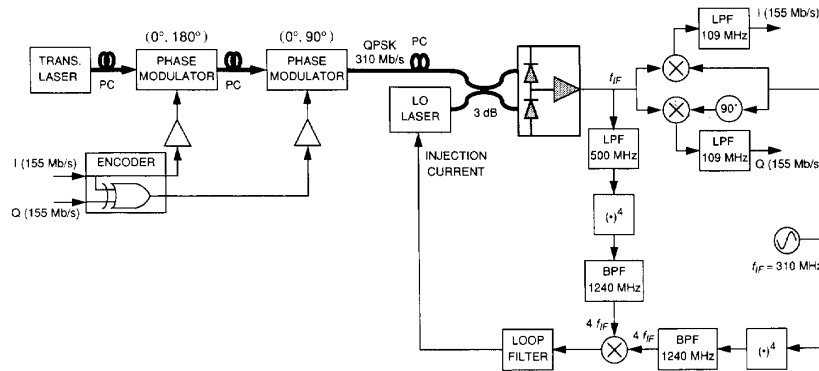 (0°, 180°)
(0°, 90°)
TRANS.
LASER
PC
PHASE
MODULATOR
PC
PHASE
MODULATOR
QPSK
310 Mb/s
PC
3 dB
LO
LASER
INJECTION
CURRENT
f_IF
LPF
109 MHz
I (155 Mb/s)
90°
LPF
109 MHz
Q (155 Mb/s)
LPF
500 MHz
I (155 Mb/s)
ENCODER
Q (155 Mb/s)
(•)^4
BPF
1240 MHz
f_IF = 310 MHz
4 f_IF
LOOP
FILTER
4 f_IF
BPF
1240 MHz
(•)^4